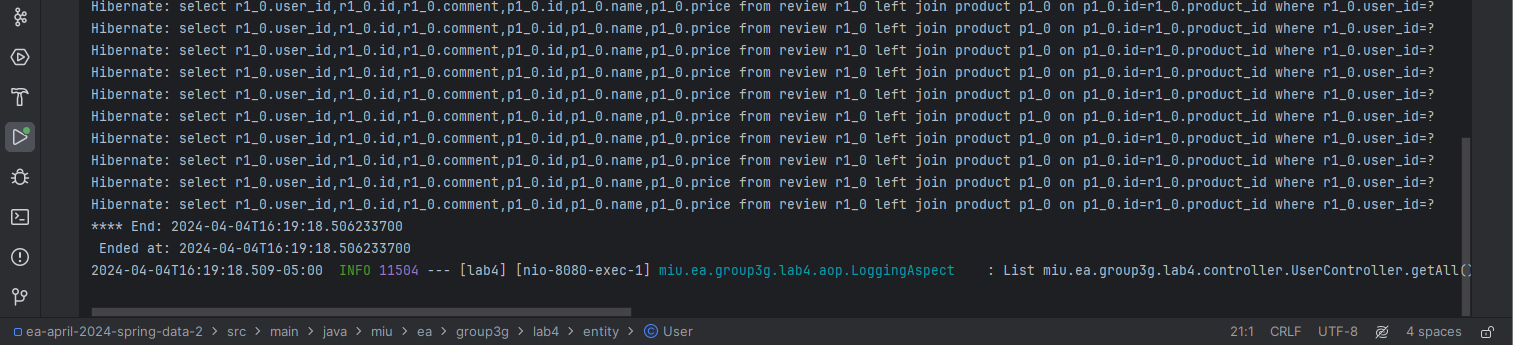 Hibernate: select r1_0.user_id,r1_0.id,r1_0.comment,p1_0.id,p1_0.name,p1_0.price from review r1_0 left join product p1_0 on p1_0.id=r1_0.product_id where r1_0.user_id=?
Hibernate: select r1_0.user_id,r1_0.id,r1_0.comment,p1_0.id,p1_0.name,p1_0.price from review r1_0 left join product p1_0 on p1_0.id=r1_0.product_id where r1_0.user_id=?
Hibernate: select r1_0.user_id,r1_0.id,r1_0.comment,p1_0.id,p1_0.name,p1_0.price from review r1_0 left join product p1_0 on p1_0.id=r1_0.product_id where r1_0.user_id=?
Hibernate: select r1_0.user_id,r1_0.id,r1_0.comment,p1_0.id,p1_0.name,p1_0.price from review r1_0 left join product p1_0 on p1_0.id=r1_0.product_id where r1_0.user_id=?
Hibernate: select r1_0.user_id,r1_0.id,r1_0.comment,p1_0.id,p1_0.name,p1_0.price from review r1_0 left join product p1_0 on p1_0.id=r1_0.product_id where r1_0.user_id=?
Hibernate: select r1_0.user_id,r1_0.id,r1_0.comment,p1_0.id,p1_0.name,p1_0.price from review r1_0 left join product p1_0 on p1_0.id=r1_0.product_id where r1_0.user_id=?
Hibernate: select r1_0.user_id,r1_0.id,r1_0.comment,p1_0.id,p1_0.name,p1_0.price from review r1_0 left join product p1_0 on p1_0.id=r1_0.product_id where r1_0.user_id=?
Hibernate: select r1_0.user_id,r1_0.id,r1_0.comment,p1_0.id,p1_0.name,p1_0.price from review r1_0 left join product p1_0 on p1_0.id=r1_0.product_id where r1_0.user_id=?
Hibernate: select r1_0.user_id,r1_0.id,r1_0.comment,p1_0.id,p1_0.name,p1_0.price from review r1_0 left join product p1_0 on p1_0.id=r1_0.product_id where r1_0.user_id=?
Hibernate: select r1_0.user_id,r1_0.id,r1_0.comment,p1_0.id,p1_0.name,p1_0.price from review r1_0 left join product p1_0 on p1_0.id=r1_0.product_id where r1_0.user_id=?
**** End: 2024-04-04T16:19:18.506233700
 Ended at: 2024-04-04T16:19:18.506233700
2024-04-04T16:19:18.509-05:00  INFO 11504 --- [lab4] [nio-8080-exec-1] miu.ea.group3g.lab4.aop.LoggingAspect    : List miu.ea.group3g.lab4.controller.UserController.getAll()
ea-april-2024-spring-data-2 > src > main > java > miu > ea > group3g > lab4 > entity > User 21:1 CRLF UTF-8 4 spaces